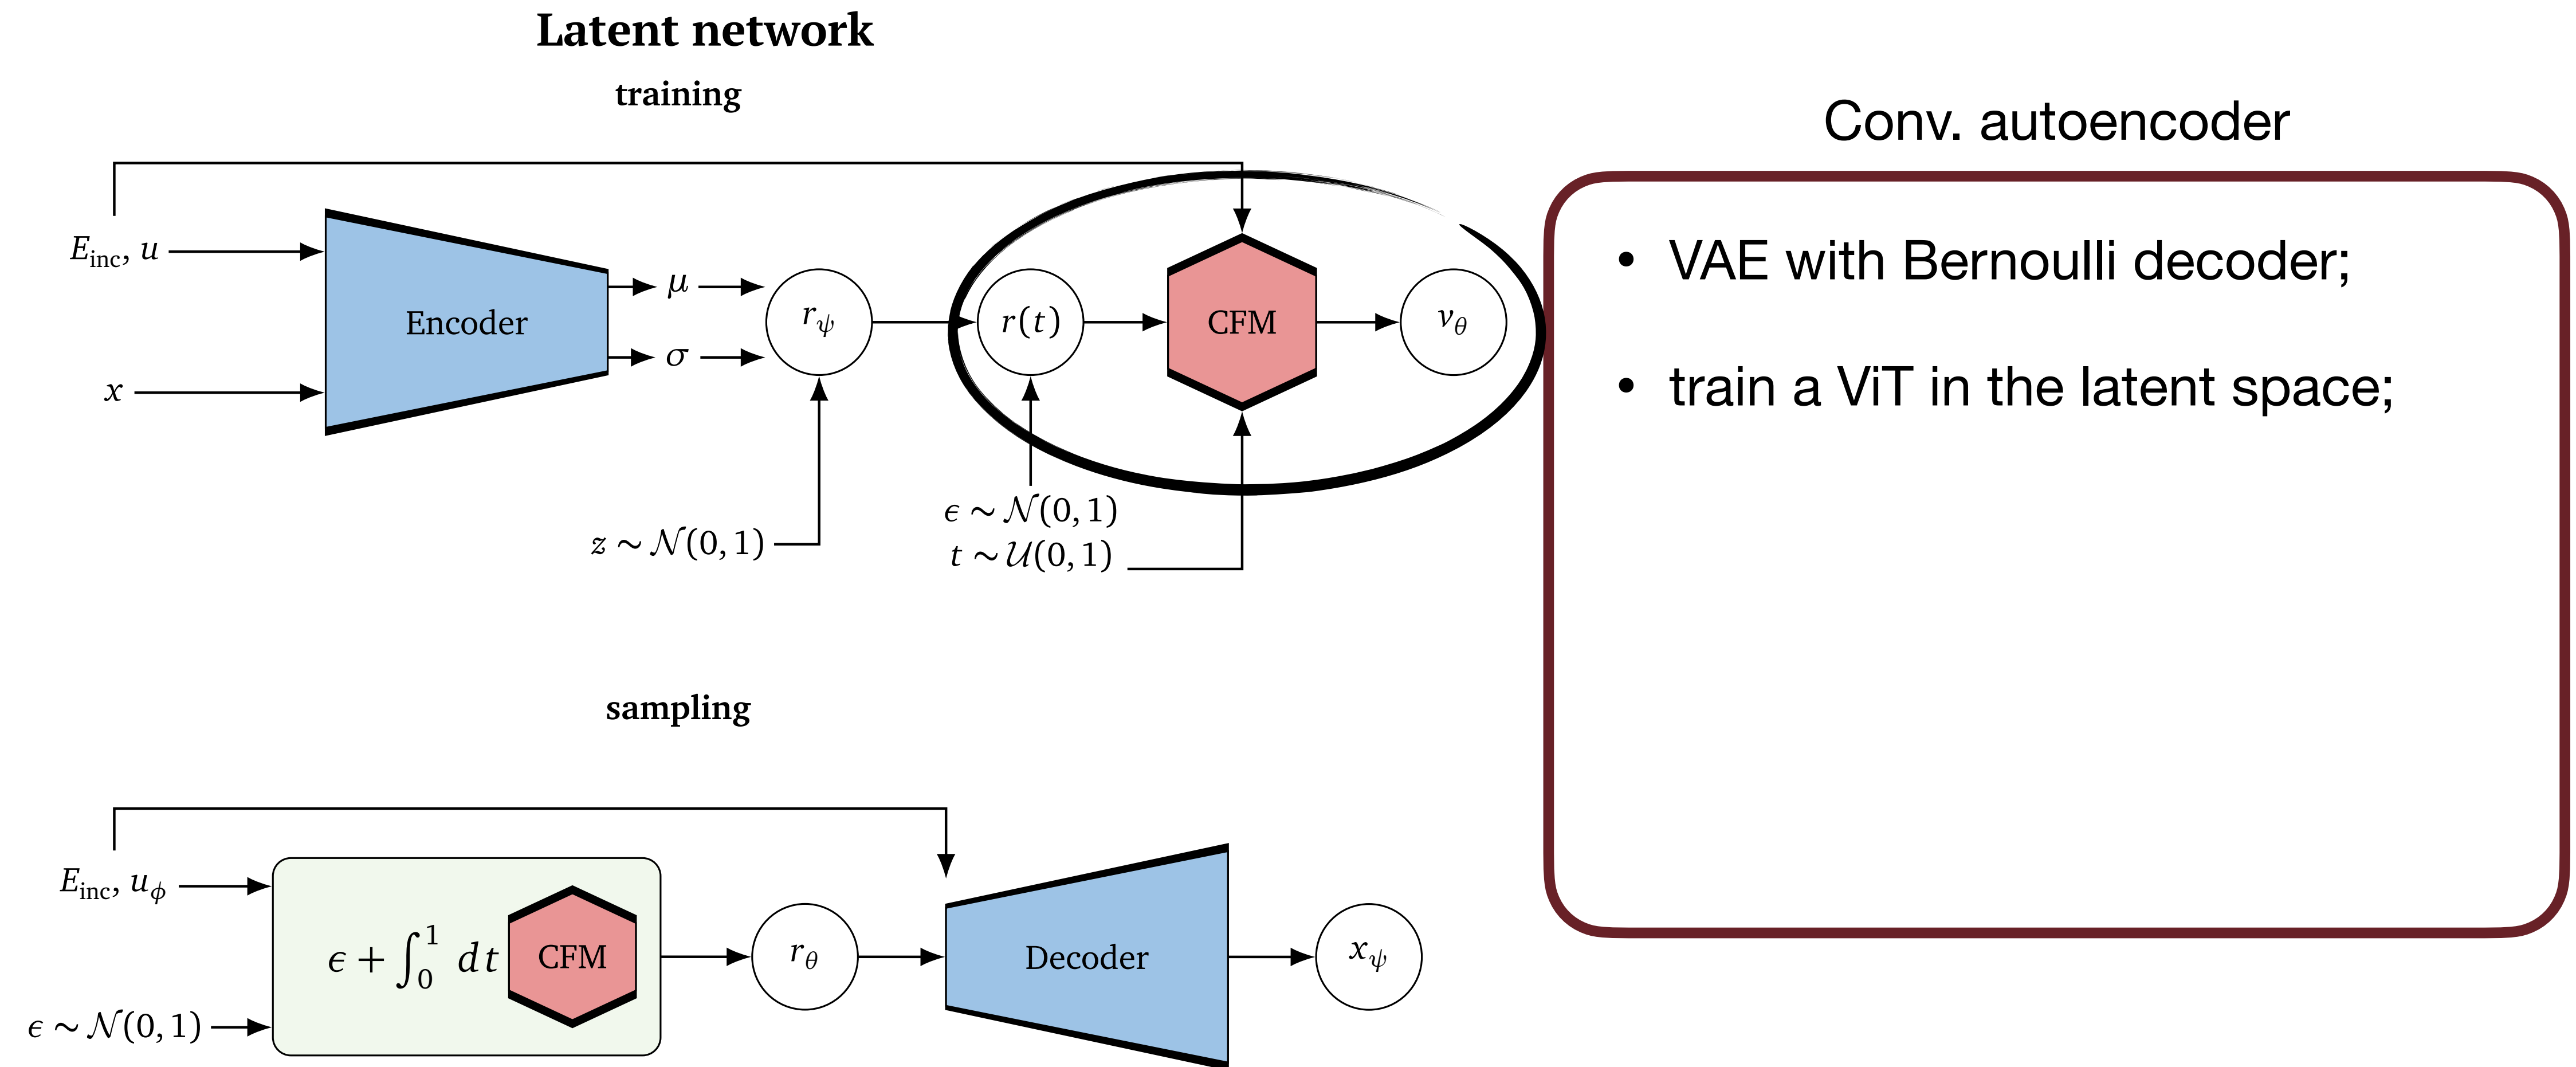 Latent network
training
Conv. autoencoder
E_inc, u
Encoder
x
μ
σ
r_ψ
r(t)
CFM
v_θ
z ∼ 𝒩(0, 1)
ϵ ∼ 𝒩(0, 1)
t ∼ 𝒰(0, 1)
• VAE with Bernoulli decoder;
• train a ViT in the latent space;
sampling
E_inc, u_ϕ
ϵ ∼ 𝒩(0, 1)
ϵ + ∫_0^1 dt CFM
r_θ
Decoder
x_ψ